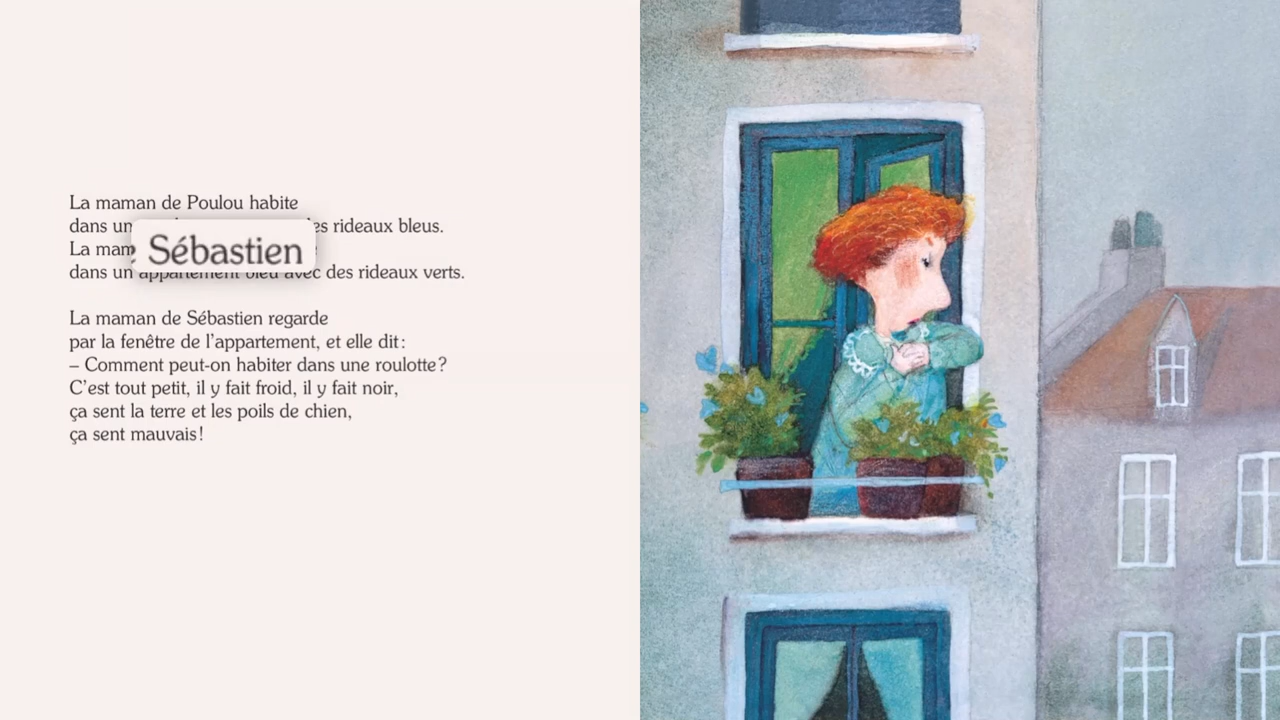 La maman de Poulou habite
dans un es rideaux bleus.
La mam Sébastien
dans un appartement bleu avec des rideaux verts.
La maman de Sébastien regarde
par la fenêtre de l'appartement, et elle dit :
– Comment peut-on habiter dans une roulotte ?
C'est tout petit, il y fait froid, il y fait noir,
ça sent la terre et les poils de chien,
ça sent mauvais !